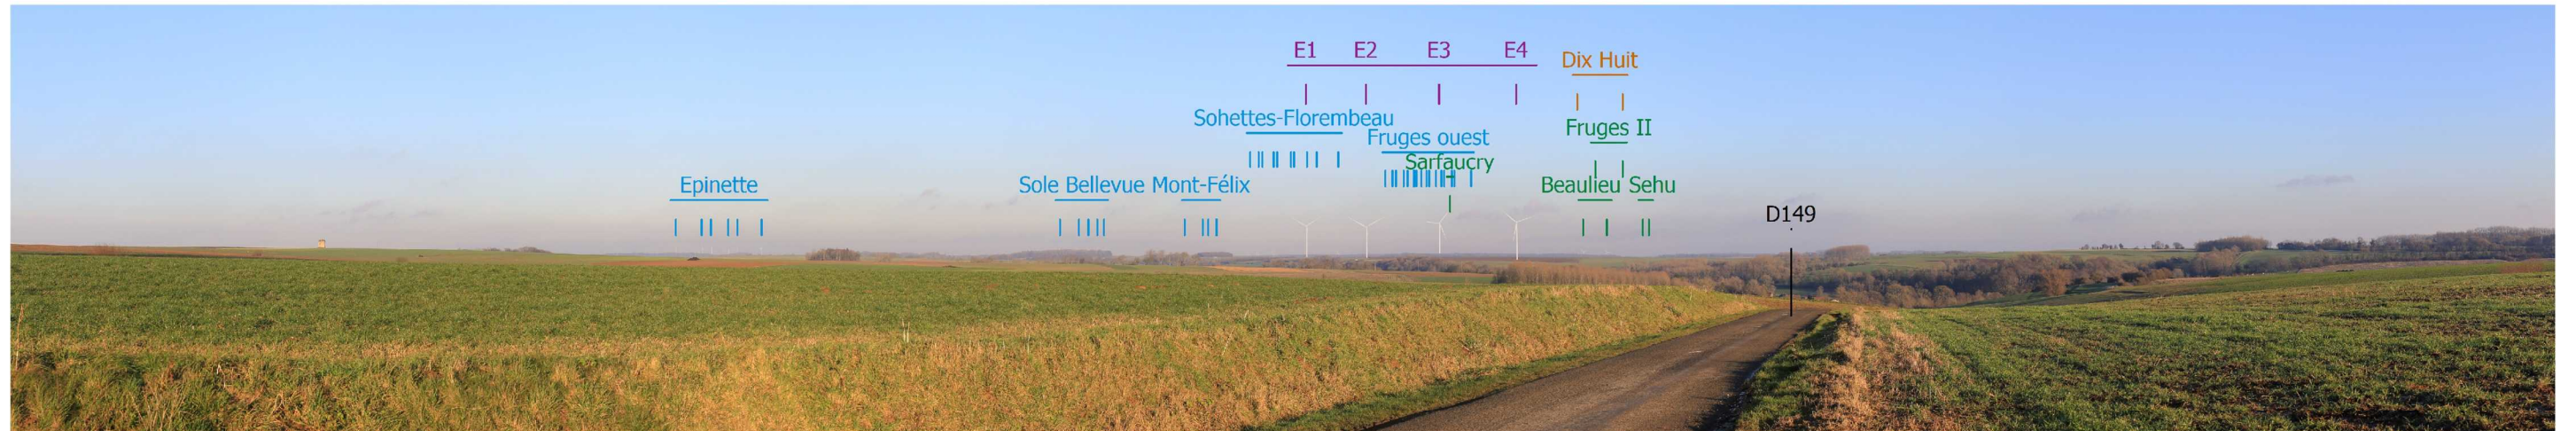 E1 E2 E3 E4
Dix Huit
Sohettes-Florembeau
Fruges II
Fruges ouest
Sarfaucry
Epinette
Sole Bellevue Mont-Félix
Beaulieu Sehu
D149